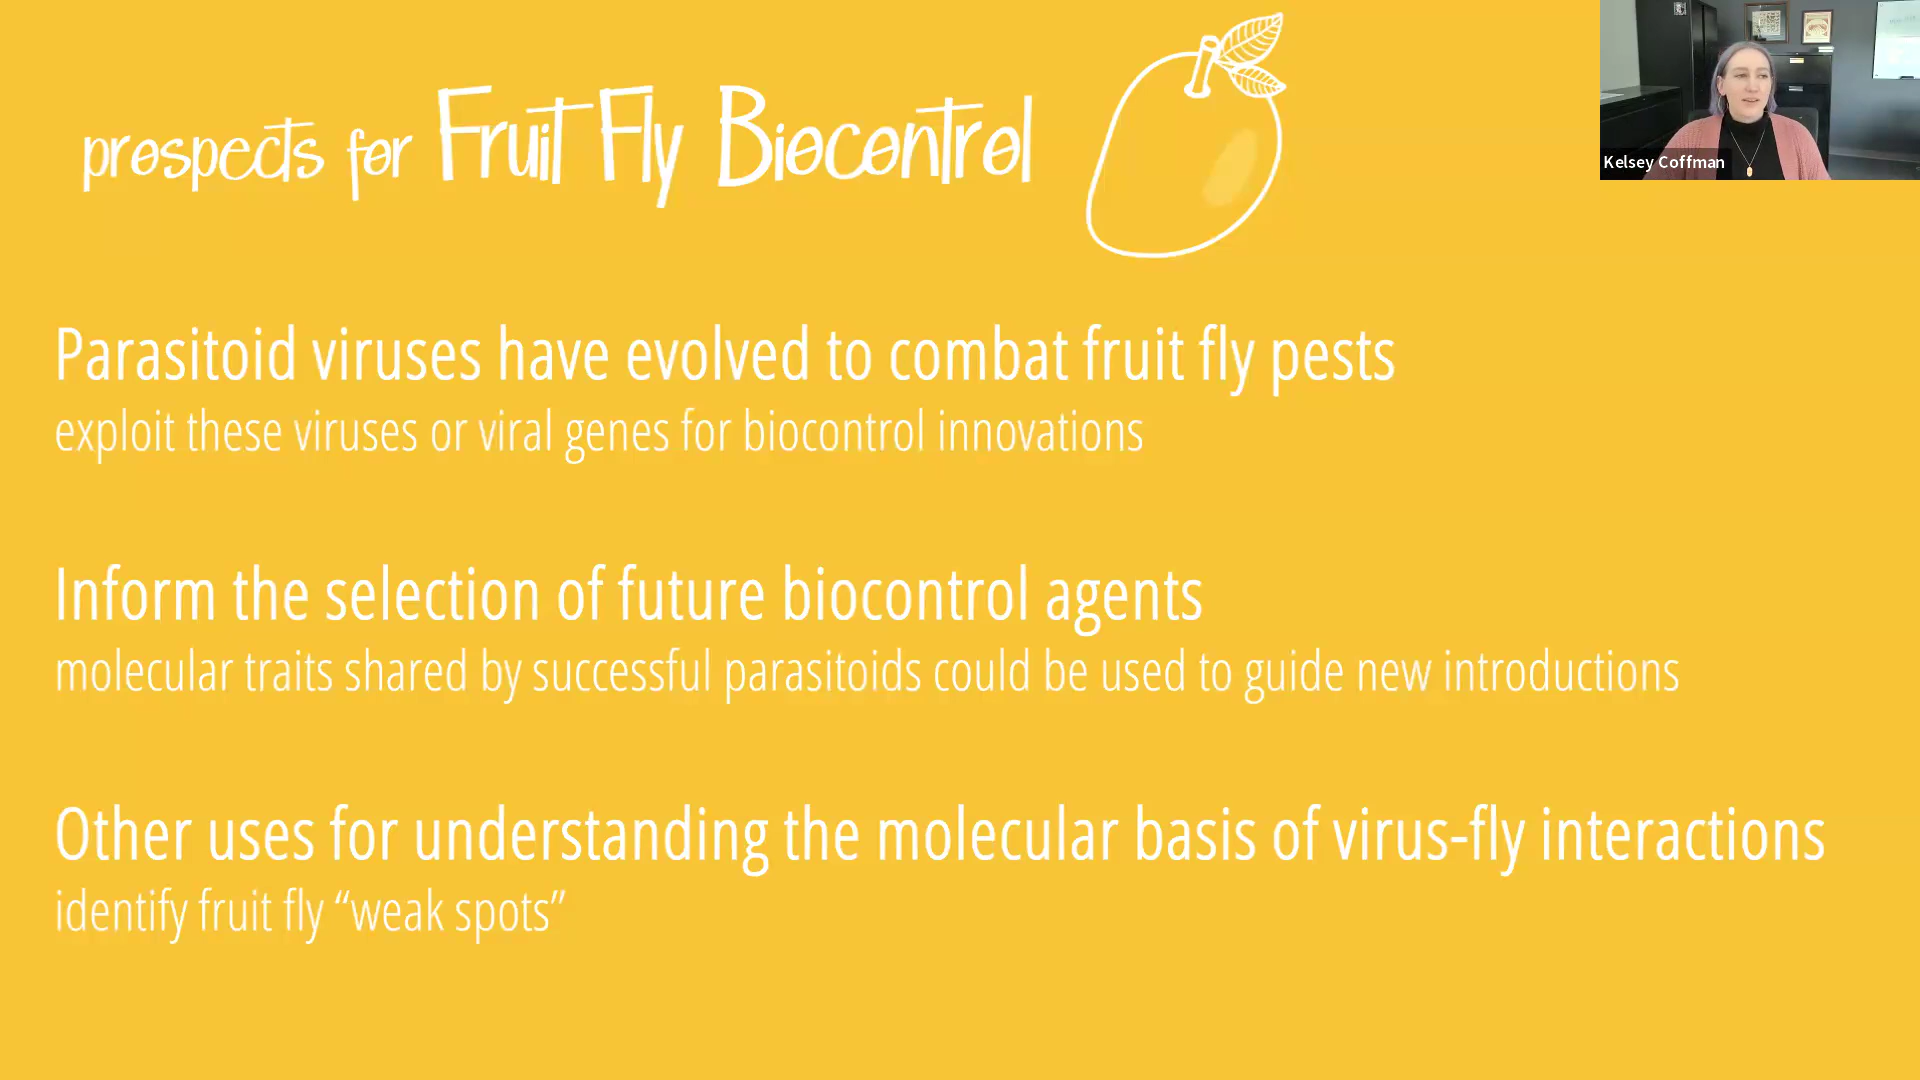 prospects for Fruit Fly Biocontrol
Kelsey Coffman
Parasitoid viruses have evolved to combat fruit fly pests
exploit these viruses or viral genes for biocontrol innovations
Inform the selection of future biocontrol agents
molecular traits shared by successful parasitoids could be used to guide new introductions
Other uses for understanding the molecular basis of virus-fly interactions
identify fruit fly “weak spots”